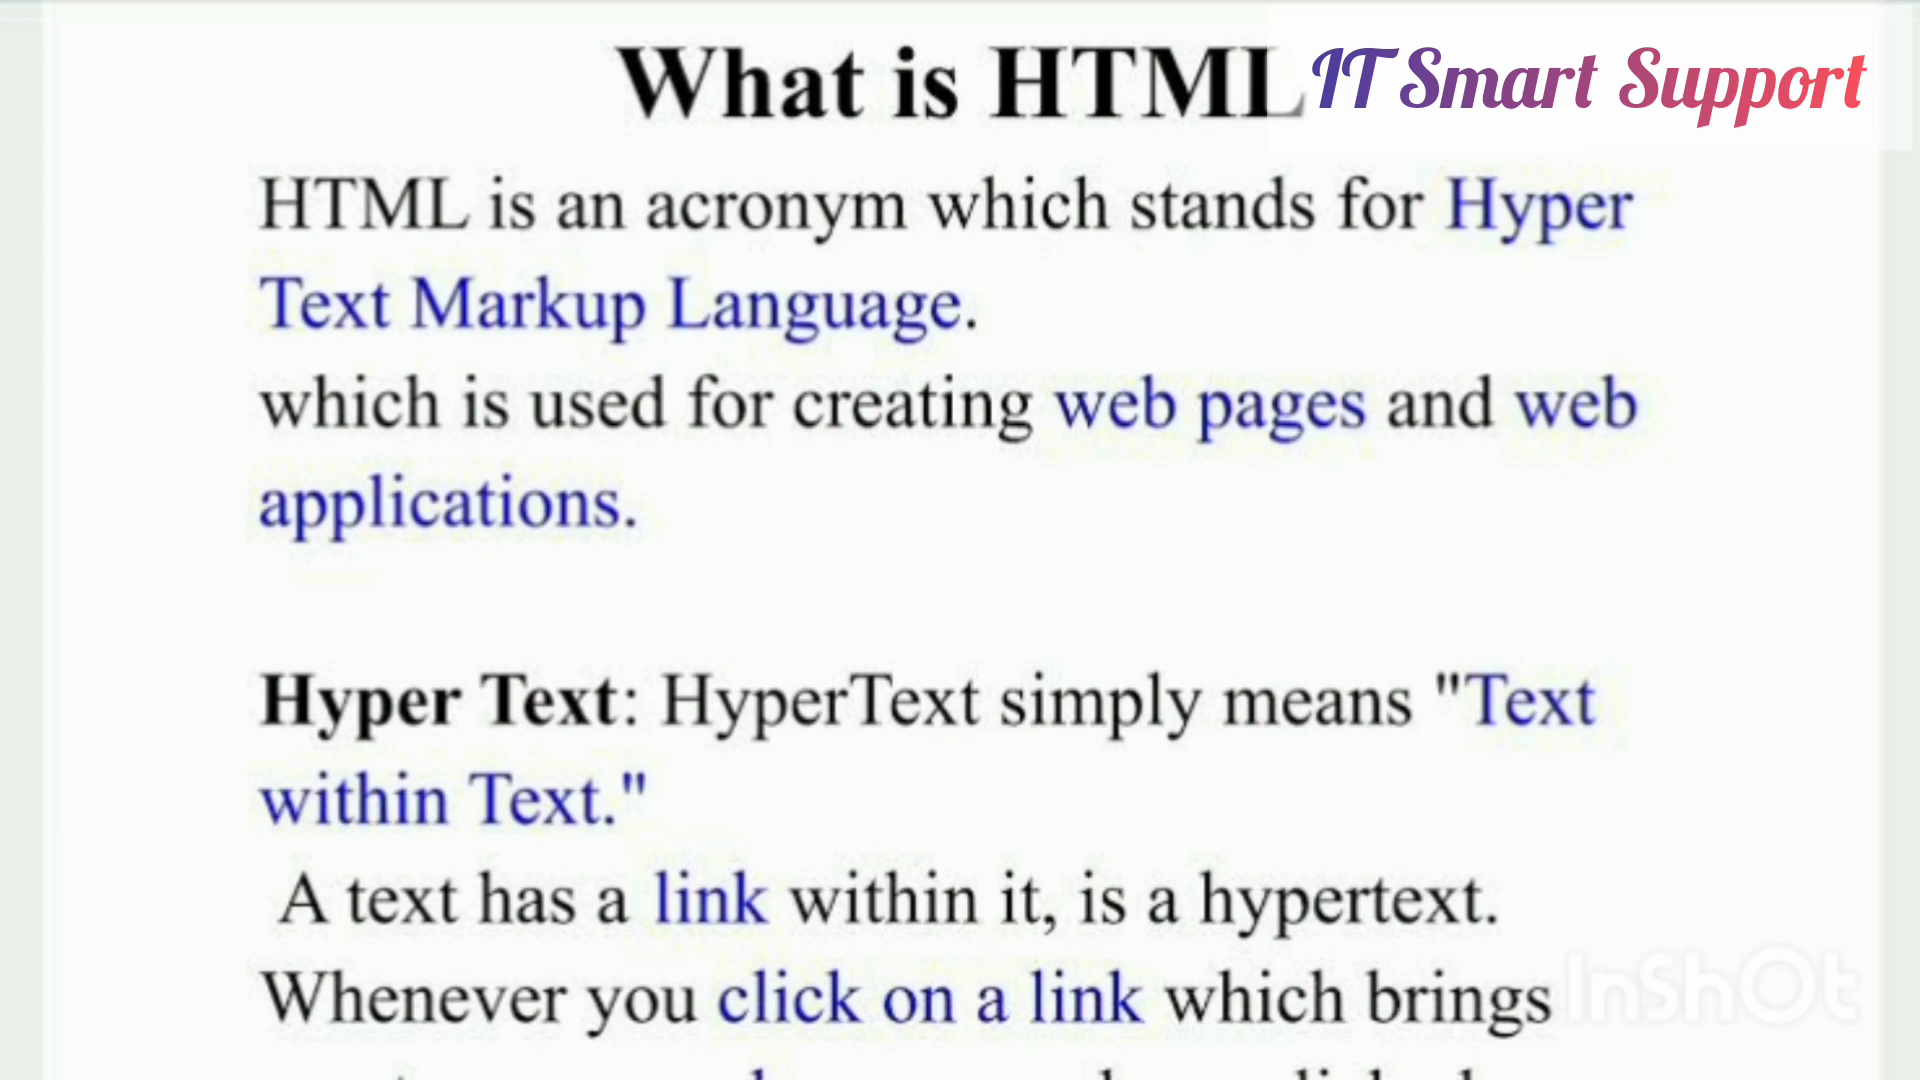 What is HTML
IT Smart Support
HTML is an acronym which stands for Hyper
Text Markup Language.
which is used for creating web pages and web
applications.
Hyper Text: HyperText simply means "Text
within Text."
A text has a link within it, is a hypertext.
Whenever you click on a link which brings
InShOt